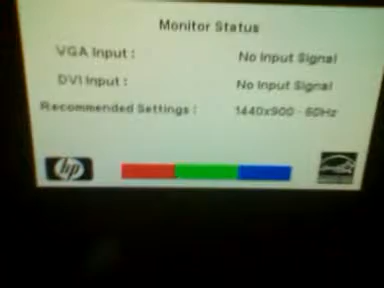 Monitor Status
VGA Input : No Input Signal
DVI Input : No Input Signal
Recommended Settings : 1440x900 - 60Hz
hp